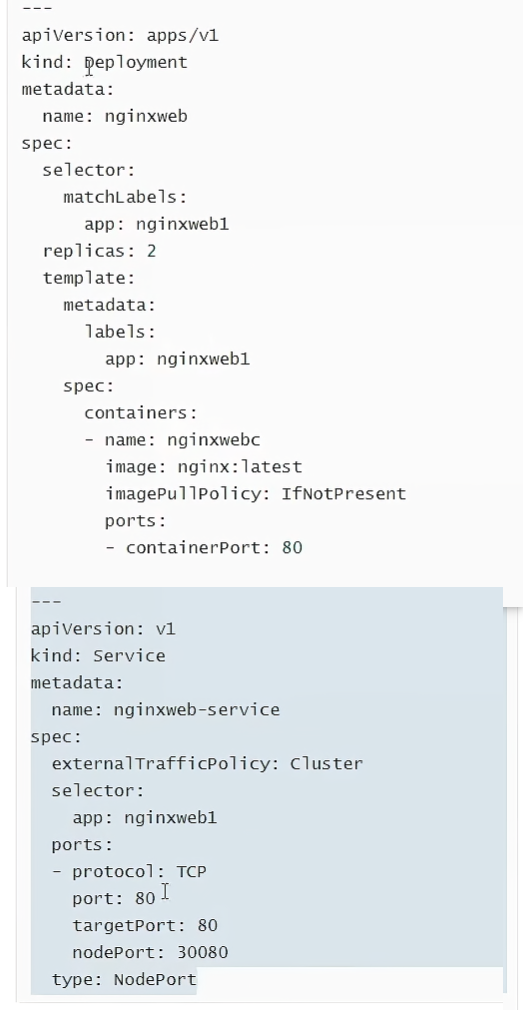 ---
apiVersion: apps/v1
kind: Deployment
metadata:
  name: nginxweb
spec:
  selector:
    matchLabels:
      app: nginxweb1
  replicas: 2
  template:
    metadata:
      labels:
        app: nginxweb1
    spec:
      containers:
      - name: nginxwebc
        image: nginx:latest
        imagePullPolicy: IfNotPresent
        ports:
        - containerPort: 80
---
apiVersion: v1
kind: Service
metadata:
  name: nginxweb-service
spec:
  externalTrafficPolicy: Cluster
  selector:
    app: nginxweb1
  ports:
  - protocol: TCP
    port: 80
    targetPort: 80
    nodePort: 30080
  type: NodePort